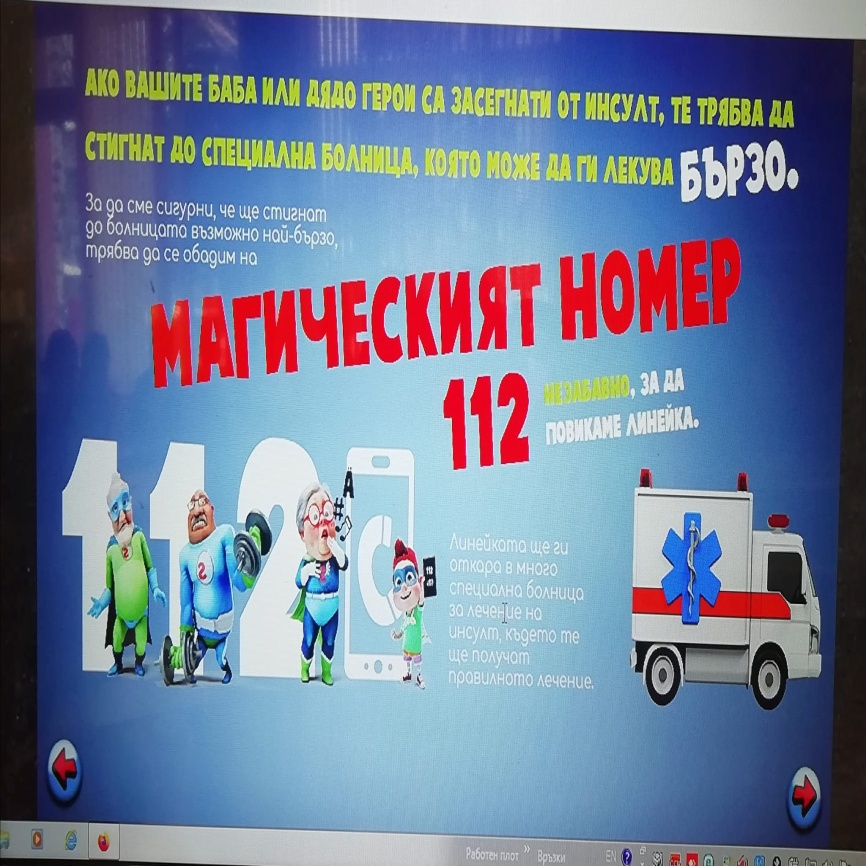 АКО ВАШИТЕ БАБА ИЛИ ДЯДО ГЕРОИ СА ЗАСЕГНАТИ ОТ ИНСУЛТ, ТЕ ТРЯБВА ДА
СТИГНАТ ДО СПЕЦИАЛНА БОЛНИЦА, КОЯТО МОЖЕ ДА ГИ ЛЕКУВА БЪРЗО.
За да сме сигурни, че ще стигнат
до болницата възможно най-бързо,
трябва да се обадим на
МАГИЧЕСКИЯТ НОМЕР
112
НЕЗАБАВНО, ЗА ДА
ПОВИКАМЕ ЛИНЕЙКА.
112
2
2
112
Линейката ще ги
откара в много
специална болница
за лечение на
инсулт, където те
ще получат
правилното лечение.
Работен плот
Връзки
EN